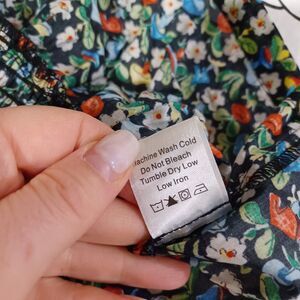 Machine Wash Cold
Do Not Bleach
Tumble Dry Low
Low Iron